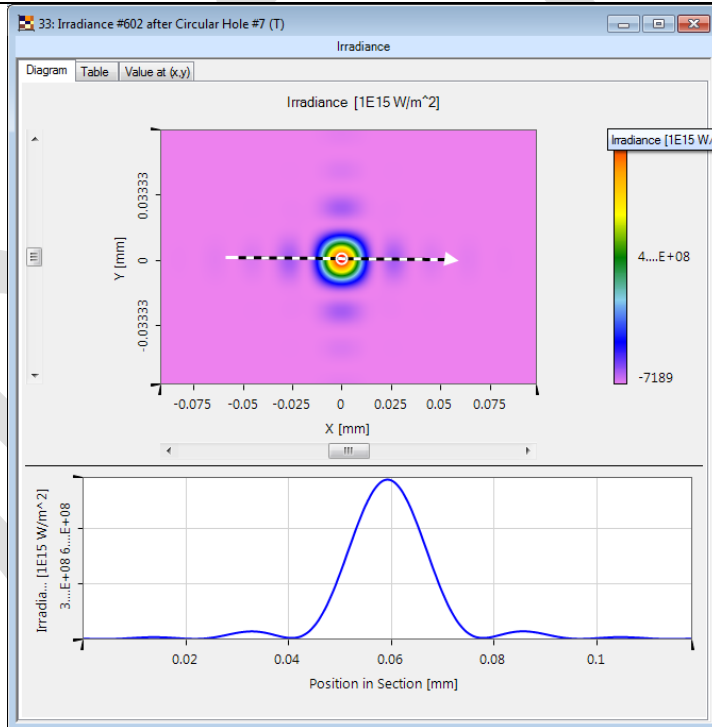 33: Irradiance #602 after Circular Hole #7 (T)
Irradiance
Diagram Table Value at (x,y)
Irradiance [1E15 W/m^2]
Irradiance [1E15 W/
Y [mm]
0.03333
0
-0.03333
4....E+08
-7189
-0.075 -0.05 -0.025 0 0.025 0.05 0.075
X [mm]
Irradia... [1E15 W/m^2]
3....E+08 6....E+08
0.02 0.04 0.06 0.08 0.1
Position in Section [mm]